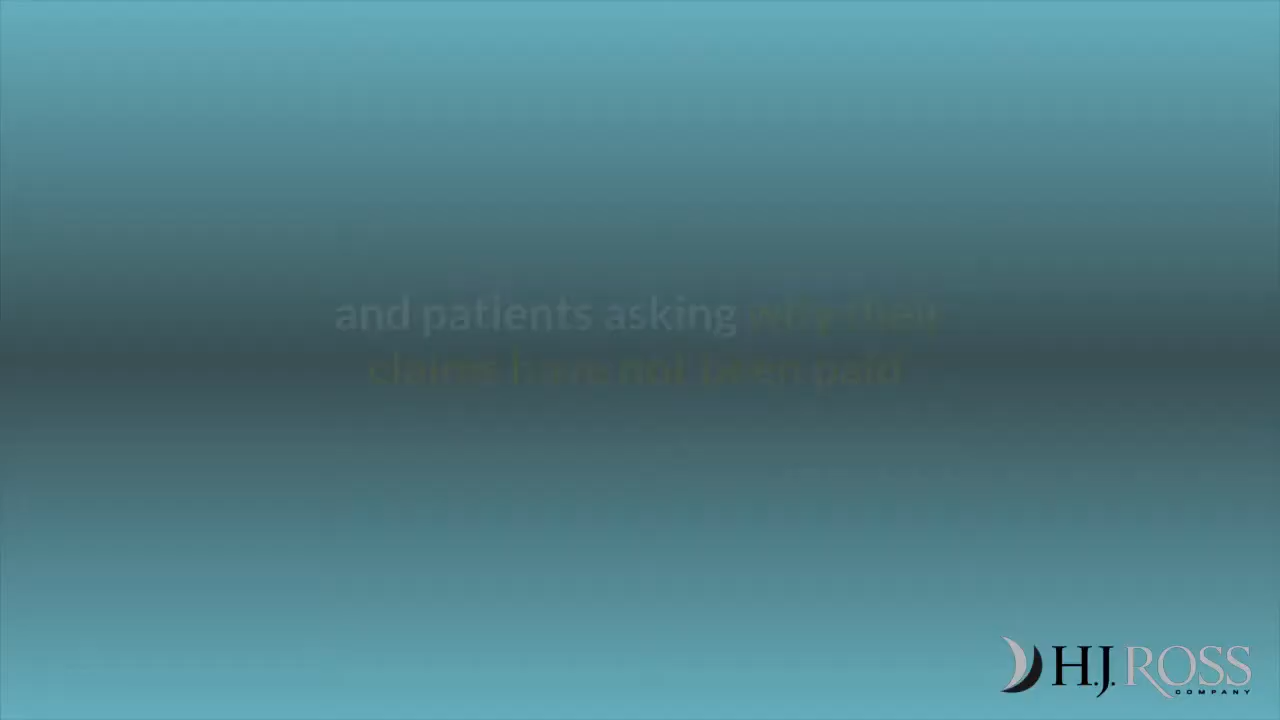 and patients asking why their
claims have not been paid
H.J. ROSS
COMPANY